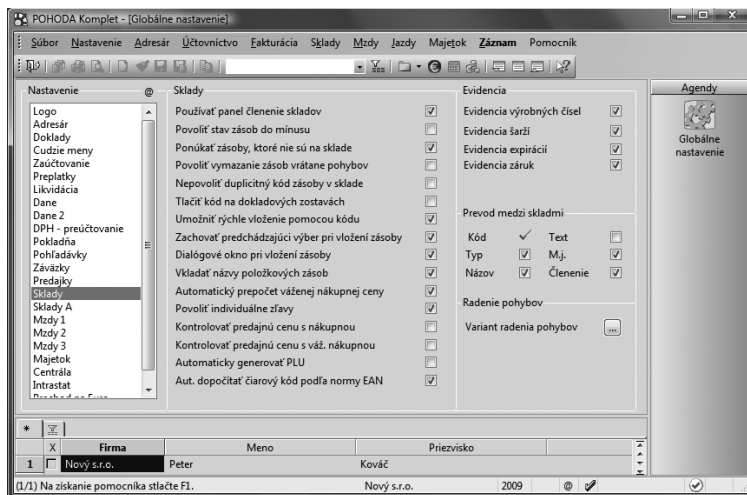 POHODA Komplet - [Globálne nastavenie]
Súbor Nastavenie Adresár Účtovníctvo Fakturácia Sklady Mzdy Jazdy Majetok Záznam Pomocník
Nastavenie @
Logo
Adresár
Doklady
Cudzie meny
Zaúčtovanie
Preplatky
Likvidácia
Dane
Dane 2
DPH - preúčtovanie
Pokladňa
Pohľadávky
Záväzky
Predajky
Sklady
Sklady A
Mzdy 1
Mzdy 2
Mzdy 3
Majetok
Centrála
Intrastat
Sklady
Používať panel členenie skladov
Povoliť stav zásob do mínusu
Ponúkať zásoby, ktoré nie sú na sklade
Povoliť vymazanie zásob vrátane pohybov
Nepovoliť duplicitný kód zásoby v sklade
Tlačiť kód na dokladových zostavách
Umožniť rýchle vloženie pomocou kódu
Zachovať predchádzajúci výber pri vložení zásoby
Dialógové okno pri vložení zásoby
Vkladať názvy položkových zásob
Automatický prepočet váženej nákupnej ceny
Povoliť individuálne zľavy
Kontrolovať predajnú cenu s nákupnou
Kontrolovať predajnú cenu s váž. nákupnou
Automaticky generovať PLU
Aut. dopočítať čiarový kód podľa normy EAN
Evidencia
Evidencia výrobných čísel
Evidencia šarží
Evidencia expirácií
Evidencia záruk
Prevod medzi skladmi
Kód Text
Typ M.j.
Názov Členenie
Radenie pohybov
Variant radenia pohybov ...
Agendy
Globálne
nastavenie
*
X Firma Meno Priezvisko
1 Nový s.r.o. Peter Kováč
(1/1) Na získanie pomocníka stlačte F1. Nový s.r.o. 2009 @